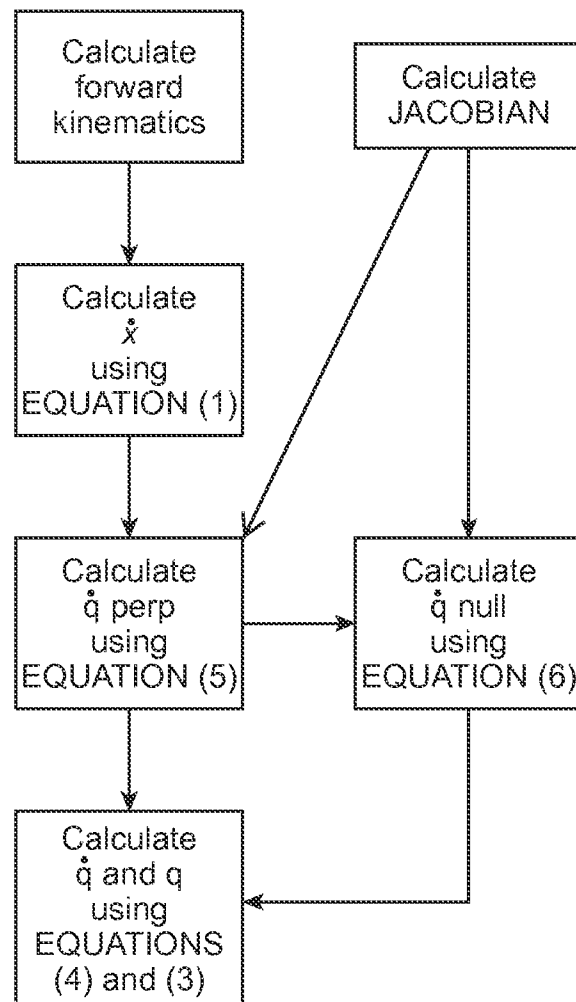 Calculate
forward
kinematics
Calculate
JACOBIAN
Calculate
ẋ
using
EQUATION (1)
Calculate
q̇ perp
using
EQUATION (5)
Calculate
q̇ null
using
EQUATION (6)
Calculate
q̇ and q
using
EQUATIONS
(4) and (3)